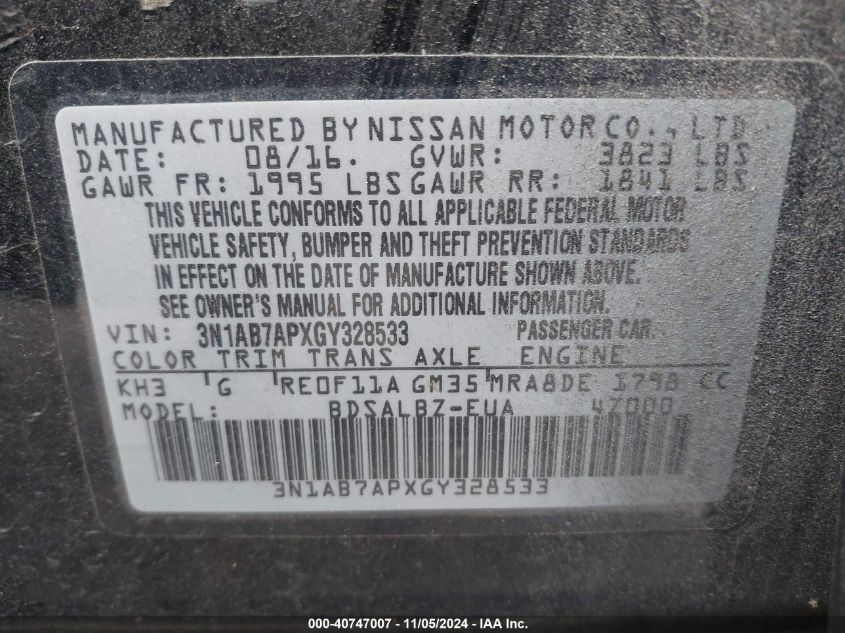 MANUFACTURED BY NISSAN MOTOR CO., LTD.
DATE: 08/16. GVWR: 3823 LBS
GAWR FR: 1995 LBS GAWR RR: 1841 LBS
THIS VEHICLE CONFORMS TO ALL APPLICABLE FEDERAL MOTOR
VEHICLE SAFETY, BUMPER AND THEFT PREVENTION STANDARDS
IN EFFECT ON THE DATE OF MANUFACTURE SHOWN ABOVE.
SEE OWNER'S MANUAL FOR ADDITIONAL INFORMATION.
VIN: 3N1AB7APXGY328533 PASSENGER CAR.
COLOR TRIM TRANS AXLE ENGINE
KH3 G RE0F11A GM35 MRA8DE 1798 CC
MODEL: BDSALBZ-EUA 4Z000
3N1AB7APXGY328533
000-40747007 - 11/05/2024 - IAA Inc.